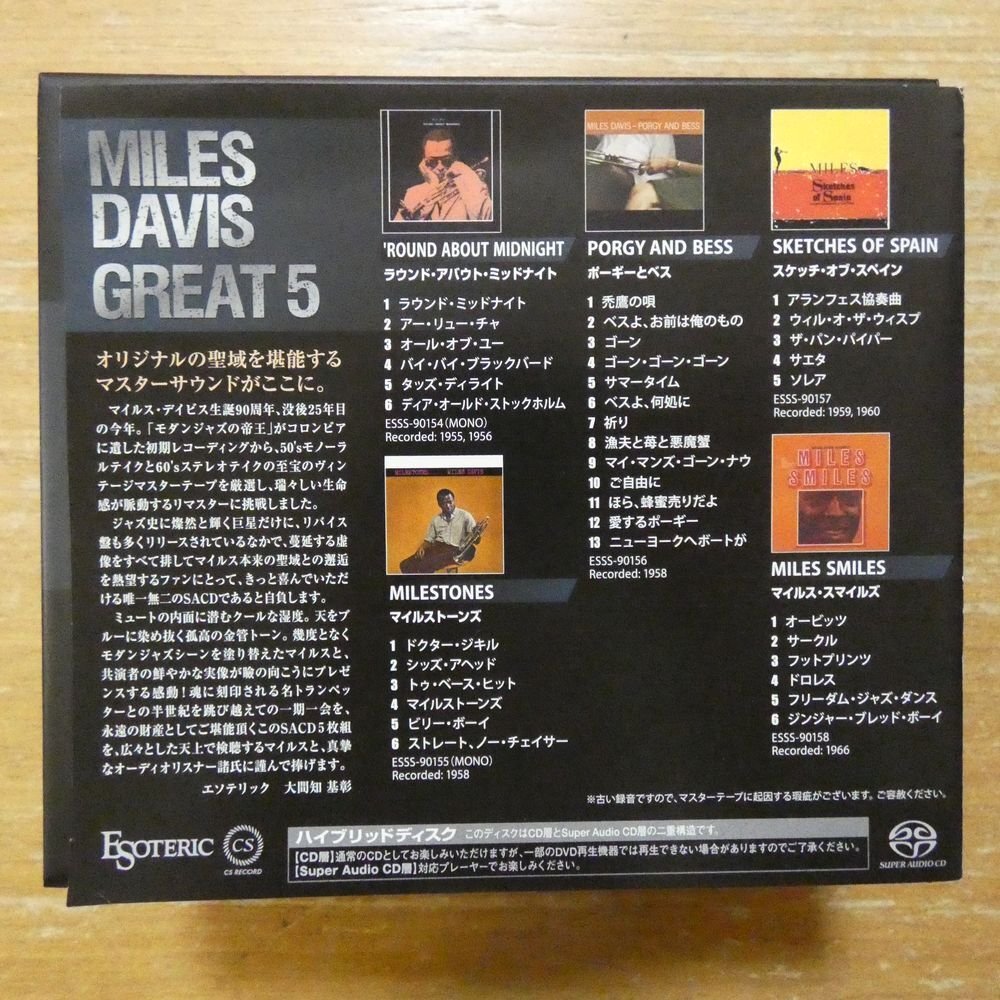 MILES
DAVIS
GREAT 5
オリジナルの聖域を堪能する
マスターサウンドがここに。
マイルス・デイビス生誕90周年、没後25年目
の今年。「モダンジャズの帝王」がコロンビア
に遺した初期レコーディングから、50'sモノーラ
ルテイクと60'sステレオテイクの至宝のヴィン
テージマスターテープを厳選し、瑞々しい生命
感が脈動するリマスターに挑戦しました。
ジャズ史に燦然と輝く巨星だけに、リバイス
盤も多くリリースされているなかで、蔓延する虚
像をすべて排してマイルス本来の聖域との邂逅
を熱望するファンにとって、きっと喜んでいただ
ける唯一無二のSACDであると自負します。
ミュートの内面に潜むクールな湿度。天をブ
ルーに染め抜く孤高の金管トーン。幾度となく
モダンジャズシーンを塗り替えたマイルスと、
共演者の鮮やかな実像が瞼の向こうにプレゼ
ンスする感動！魂に刻印される名トランペッ
ターとの半世紀を跳び越えての一期一会を、
永遠の財産としてご堪能頂くこのSACD5枚組
を、広々とした天上で検聴するマイルスと、真摯
なオーディオリスナー諸氏に謹んで捧げます。
エソテリック 大間知 基彰
'ROUND ABOUT MIDNIGHT
ラウンド・アバウト・ミッドナイト
1 ラウンド・ミッドナイト
2 アー・リュー・チャ
3 オール・オブ・ユー
4 バイ・バイ・ブラックバード
5 タッズ・ディライト
6 ディア・オールド・ストックホルム
ESSS-90154(MONO)
Recorded: 1955, 1956
MILESTONES MILES DAVIS
MILESTONES
マイルストーンズ
1 ドクター・ジキル
2 シッズ・アヘッド
3 トゥ・ベース・ヒット
4 マイルストーンズ
5 ビリー・ボーイ
6 ストレート、ノー・チェイサー
ESSS-90155(MONO)
Recorded: 1958
MILES DAVIS - PORGY AND BESS
PORGY AND BESS
ポーギーとベス
1 禿鷹の唄
2 ベスよ、お前は俺のもの
3 ゴーン
4 ゴーン・ゴーン・ゴーン
5 サマータイム
6 ベスよ、何処に
7 祈り
8 漁夫と苺と悪魔蟹
9 マイ・マンズ・ゴーン・ナウ
10 ご自由に
11 ほら、蜂蜜売りだよ
12 愛するポーギー
13 ニューヨークへボートが
ESSS-90156
Recorded: 1958
MILES
Sketches
of Spain
SKETCHES OF SPAIN
スケッチ・オブ・スペイン
1 アランフェス協奏曲
2 ウィル・オ・ザ・ウィスプ
3 ザ・パン・パイパー
4 サエタ
5 ソレア
ESSS-90157
Recorded: 1959, 1960
MILES
SMILES
MILES SMILES
マイルス・スマイルズ
1 オービッツ
2 サークル
3 フットプリンツ
4 ドロレス
5 フリーダム・ジャズ・ダンス
6 ジンジャー・ブレッド・ボーイ
ESSS-90158
Recorded: 1966
※古い録音ですので、マスターテープに起因する瑕疵がございます。ご容赦ください。
ESOTERIC
CS
CS RECORD
ハイブリッドディスク このディスクはCD層とSuper Audio CD層の二重構造です。
【CD層】通常のCDとしてお楽しみいただけますが、一部のDVD再生機器では再生できない場合がありますのでご了承ください。
【Super Audio CD層】対応プレーヤーでお楽しみください。
SUPER AUDIO CD